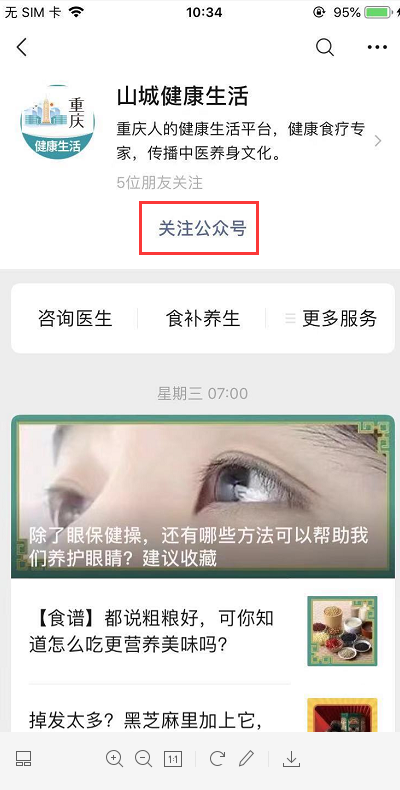 无 SIM 卡
10:34
95%
重庆
健康生活
山城健康生活
重庆人的健康生活平台，健康食疗专
家，传播中医养身文化。
5位朋友关注
关注公众号
咨询医生
食补养生
更多服务
星期三 07:00
除了眼保健操，还有哪些方法可以帮助我
们养护眼睛？建议收藏
【食谱】都说粗粮好，可你知
道怎么吃更营养美味吗？
掉发太多？黑芝麻里加上它，
1:1